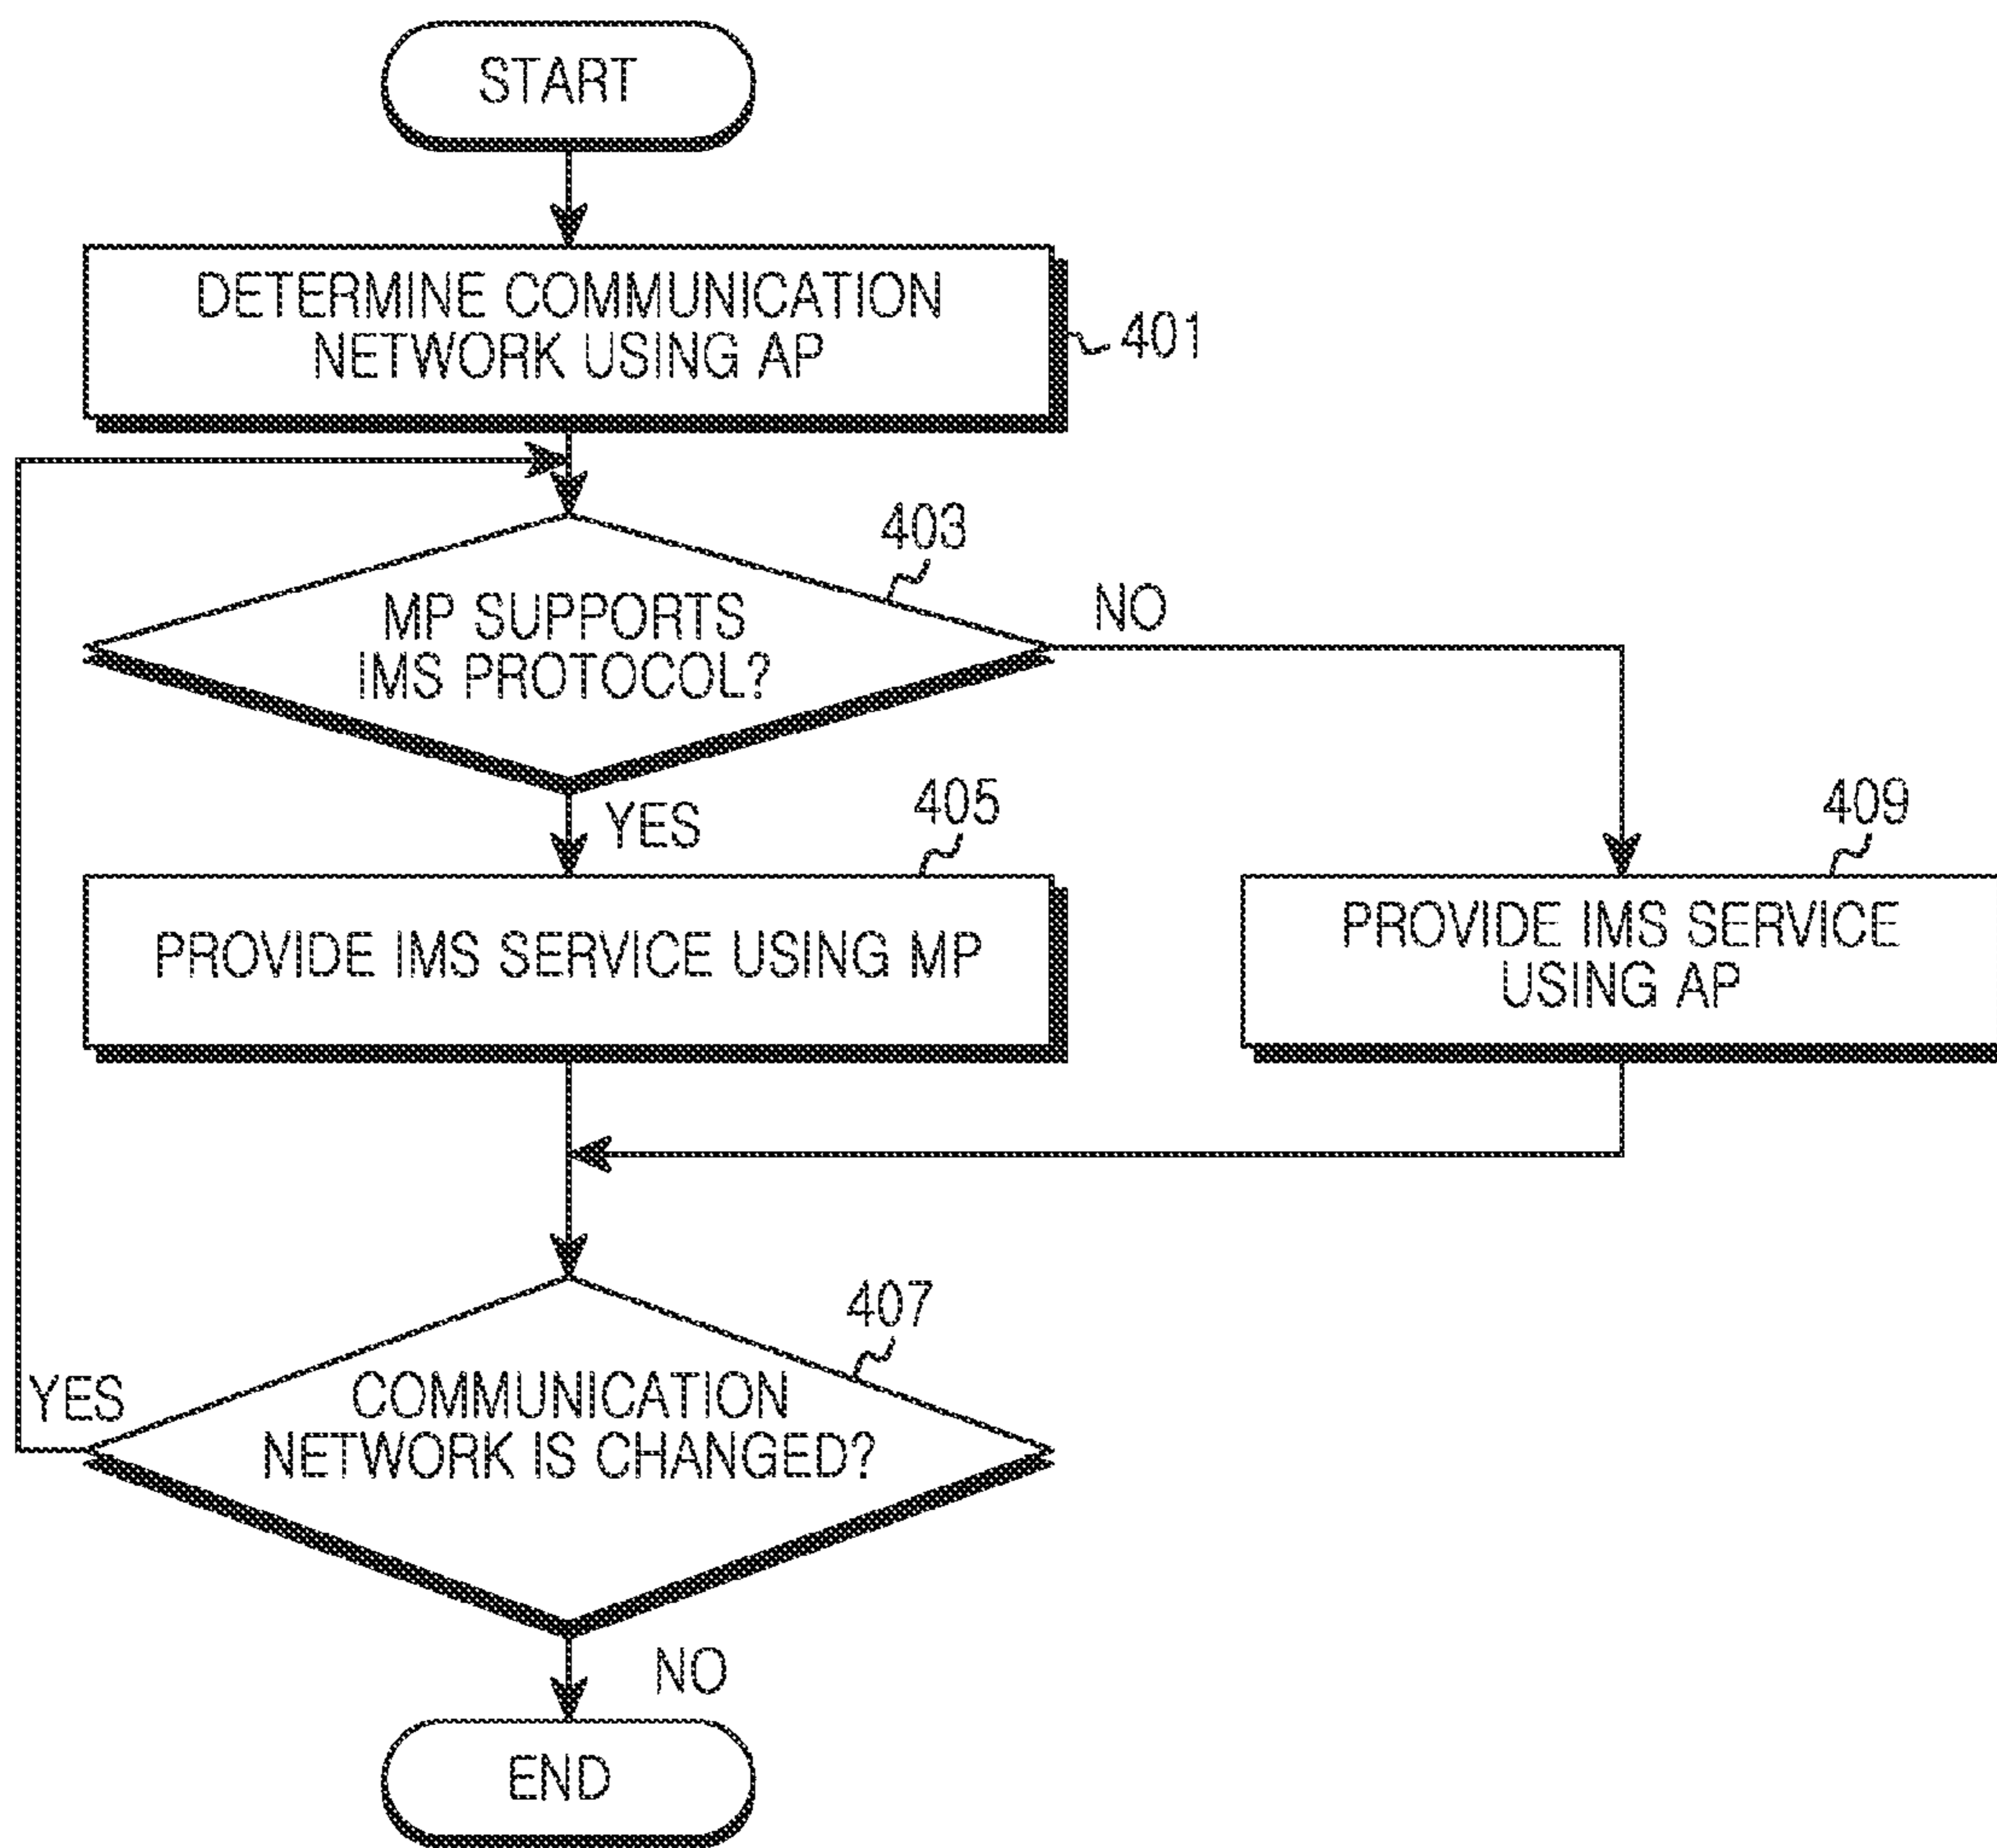 START
DETERMINE COMMUNICATION
NETWORK USING AP
401
403
MP SUPPORTS
IMS PROTOCOL?
NO
YES
405
PROVIDE IMS SERVICE USING MP
409
PROVIDE IMS SERVICE
USING AP
407
COMMUNICATION
NETWORK IS CHANGED?
YES
NO
END